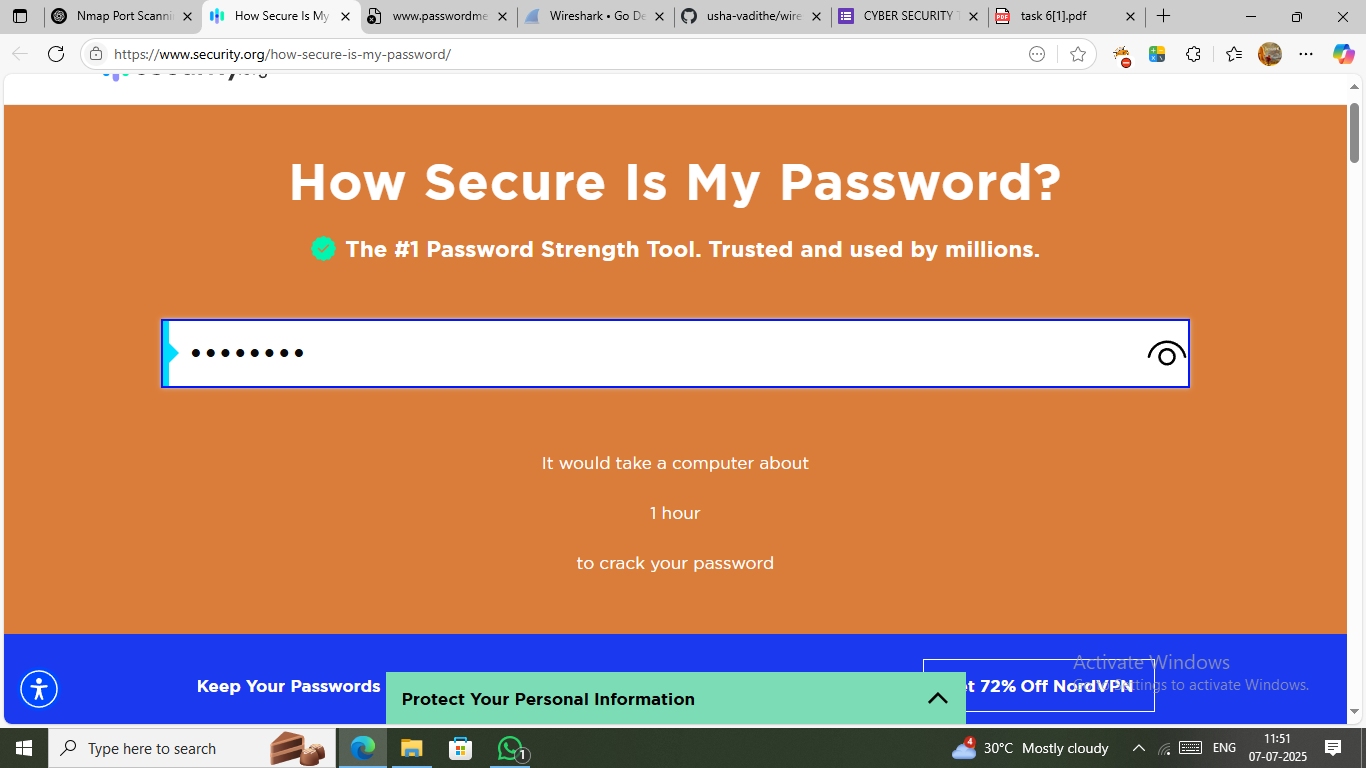 Nmap Port Scanni
How Secure Is My
www.passwordme
Wireshark • Go De
usha-vadithe/wire
CYBER SECURITY T
task 6[1].pdf
https://www.security.org/how-secure-is-my-password/
How Secure Is My Password?
The #1 Password Strength Tool. Trusted and used by millions.
It would take a computer about
1 hour
to crack your password
Activate Windows
Keep Your Passwords
Protect Your Personal Information
72% Off NordVPN
to activate Windows.
Type here to search
4
30°C Mostly cloudy
1
ENG
11:51
07-07-2025